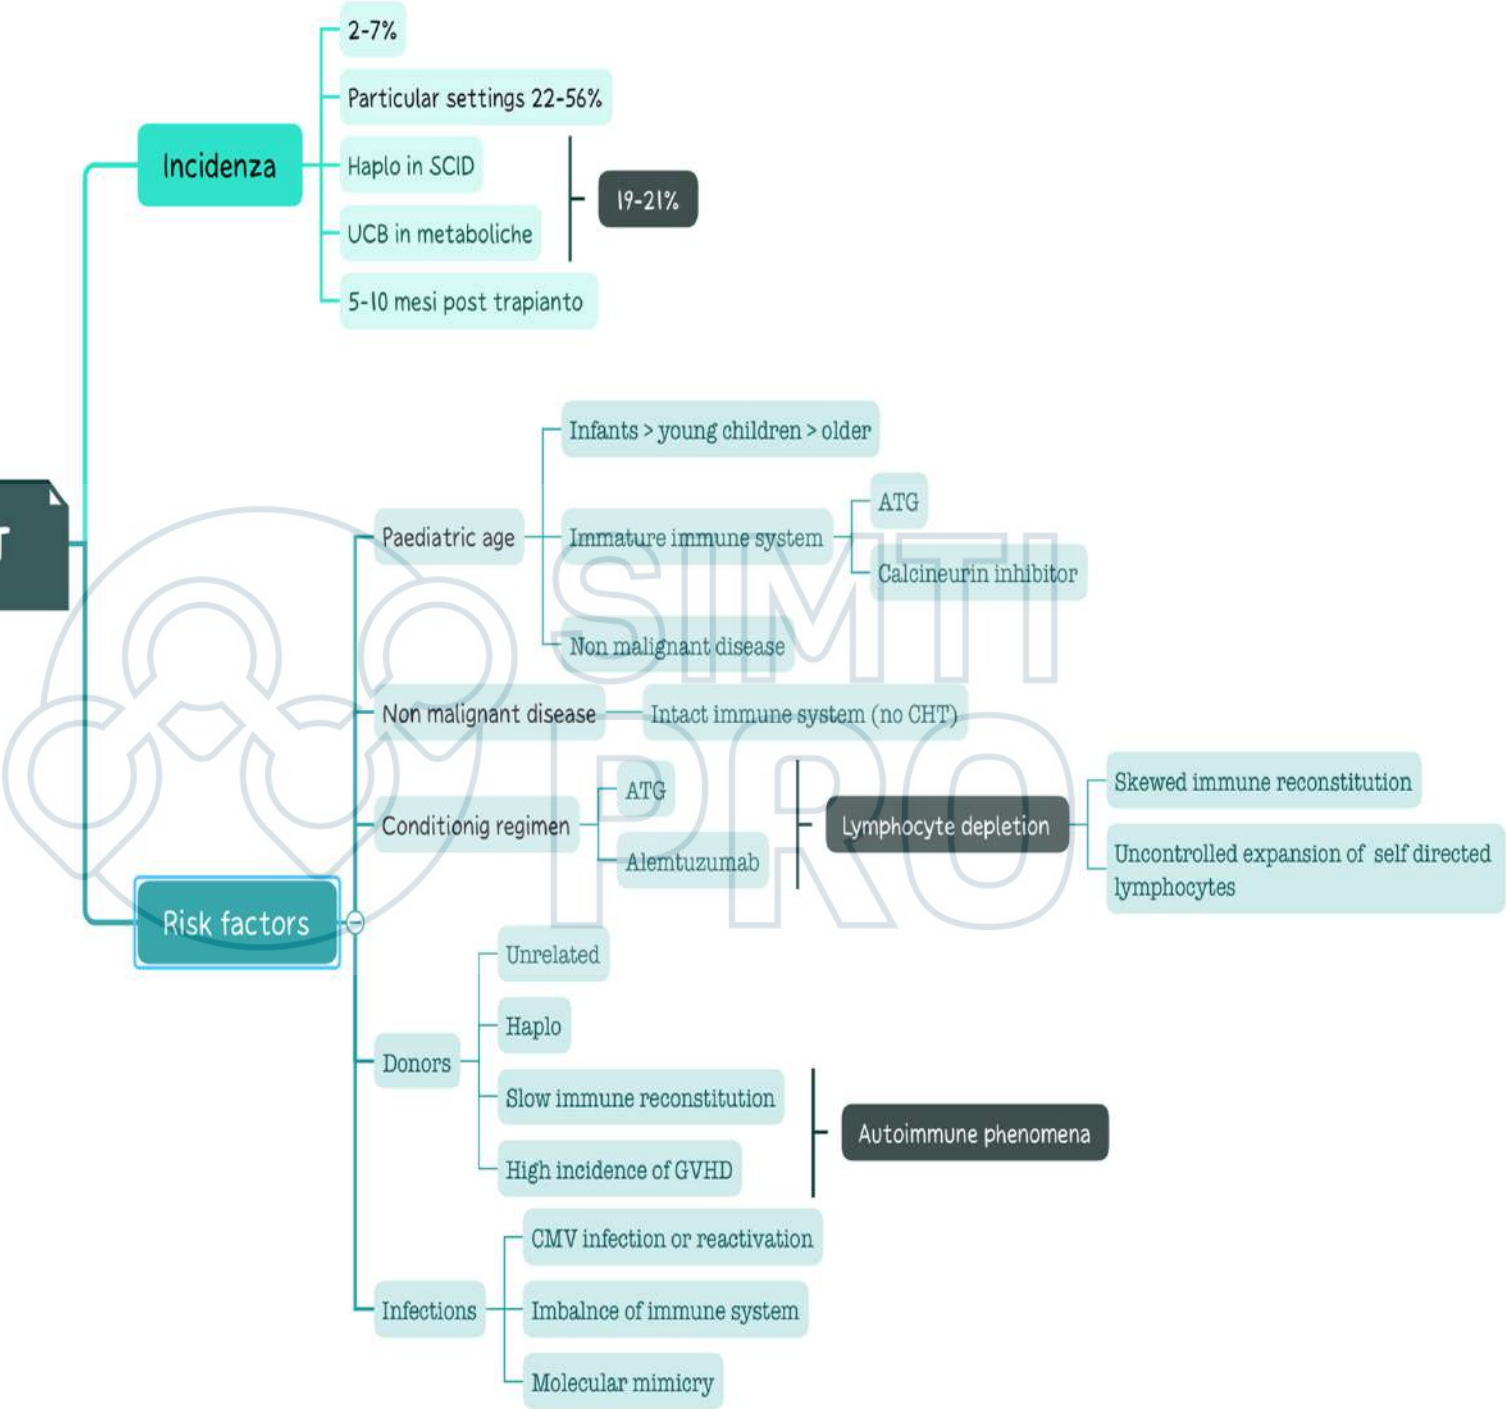 2-7%
Particular settings 22-56%
Incidenza
Haplo in SCID
19-21%
UCB in metaboliche
5-10 mesi post trapianto
Infants > young children > older
Paediatric age
Immature immune system
ATG
Calcineurin inhibitor
Non malignant disease
Non malignant disease
Intact immune system (no CHT)
Conditionig regimen
ATG
Alemtuzumab
Lymphocyte depletion
Skewed immune reconstitution
Uncontrolled expansion of self directed
lymphocytes
Risk factors
Donors
Unrelated
Haplo
Slow immune reconstitution
High incidence of GVHD
Autoimmune phenomena
Infections
CMV infection or reactivation
Imbalnce of immune system
Molecular mimicry
SIMTI
PRO